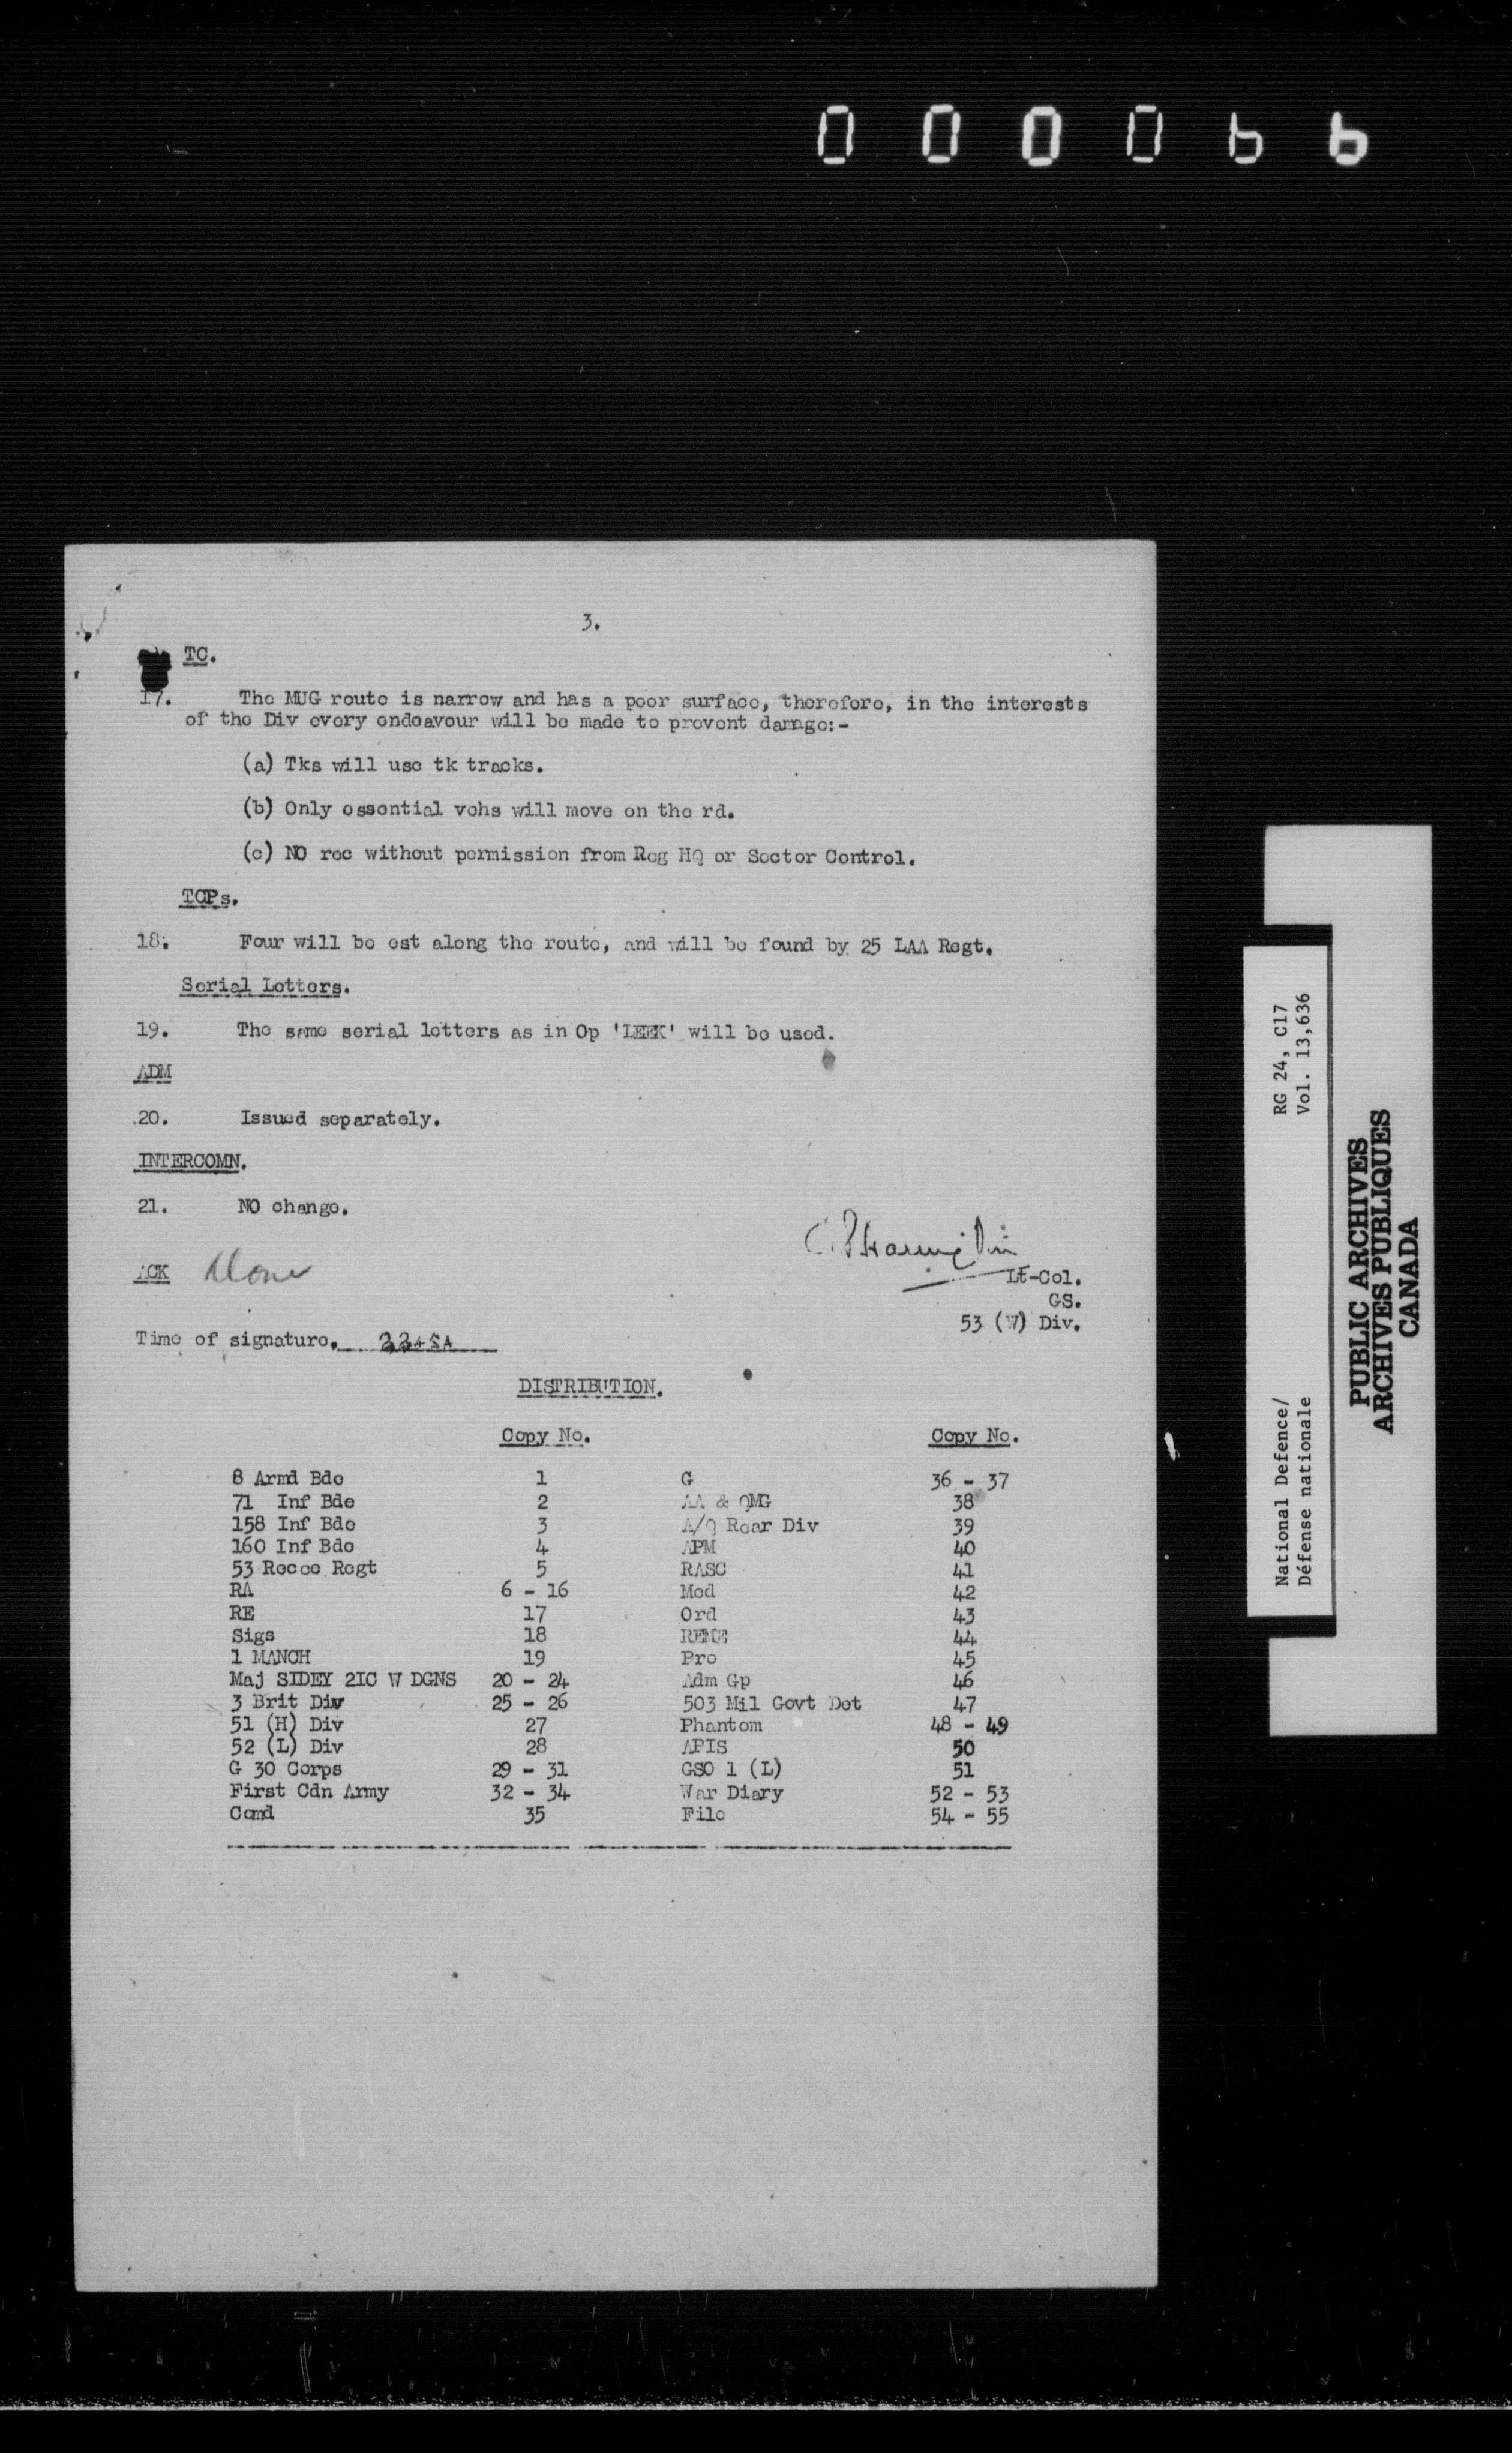 000066
3.
TC.
17. The MUG route is narrow and has a poor surface, therefore, in the interests
of the Div every endeavour will be made to prevent damage:-
(a) Tks will use tk tracks.
(b) Only essential vehs will move on the rd.
(c) NO rec without permission from Reg HQ or Sector Control.
TCPs.
18. Four will be est along the route, and will be found by 25 LAA Regt.
Serial Letters.
19. The same serial letters as in Op 'LEEK' will be used.
ADM
20. Issued separately.
INTERCOMN.
21. NO change.
ACK
Lt-Col.
GS.
53 (W) Div.
Time of signature. 2245A
DISTRIBUTION.
Copy No. Copy No.
8 Armd Bde 1 G 36 - 37
71 Inf Bde 2 AA & QMG 38
158 Inf Bde 3 A/Q Rear Div 39
160 Inf Bde 4 APM 40
53 Recce Regt 5 RASC 41
RA 6 - 16 Med 42
RE 17 Ord 43
Sigs 18 REME 44
1 MANCH 19 Pro 45
Maj SIDEY 2IC W DGNS 20 - 24 Adm Gp 46
3 Brit Div 25 - 26 503 Mil Govt Det 47
51 (H) Div 27 Phantom 48 - 49
52 (L) Div 28 APIS 50
G 30 Corps 29 - 31 GSO 1 (L) 51
First Cdn Army 32 - 34 War Diary 52 - 53
Comd 35 File 54 - 55
National Defence/ RG 24, C17
Défense nationale Vol. 13,636
PUBLIC ARCHIVES
ARCHIVES PUBLIQUES
CANADA